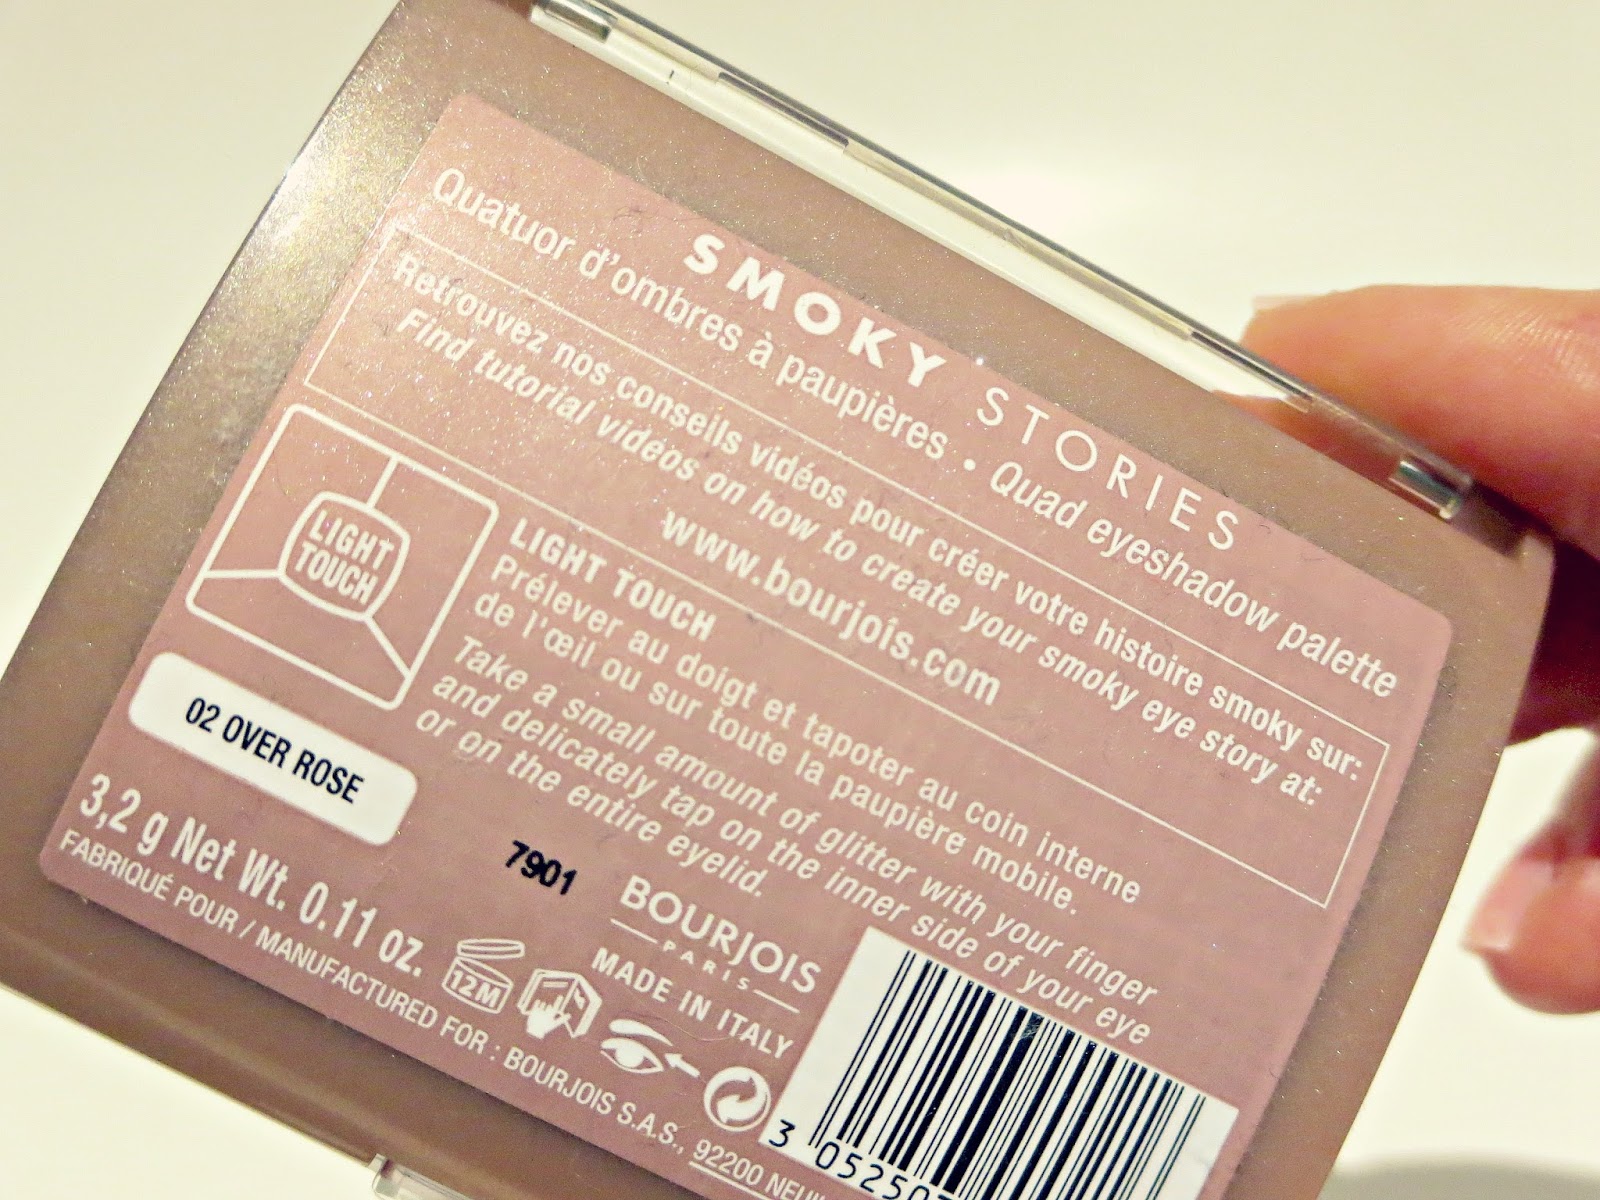 SMOKY STORIES
Quatuor d'ombres à paupières • Quad eyeshadow palette
Retrouvez nos conseils vidéos pour créer votre histoire smoky sur:
Find tutorial videos on how to create your smoky eye story at:
www.bourjois.com
LIGHT
TOUCH
LIGHT TOUCH
Prélever au doigt et tapoter au coin interne
de l'œil ou sur toute la paupière mobile.
Take a small amount of glitter with your finger
and delicately tap on the inner side of your eye
or on the entire eyelid.
02 OVER ROSE
7901
3,2 g Net Wt. 0.11 oz.
12M
BOURJOIS
PARIS
MADE IN ITALY
FABRIQUÉ POUR / MANUFACTURED FOR : BOURJOIS S.A.S., 92200
3 05250